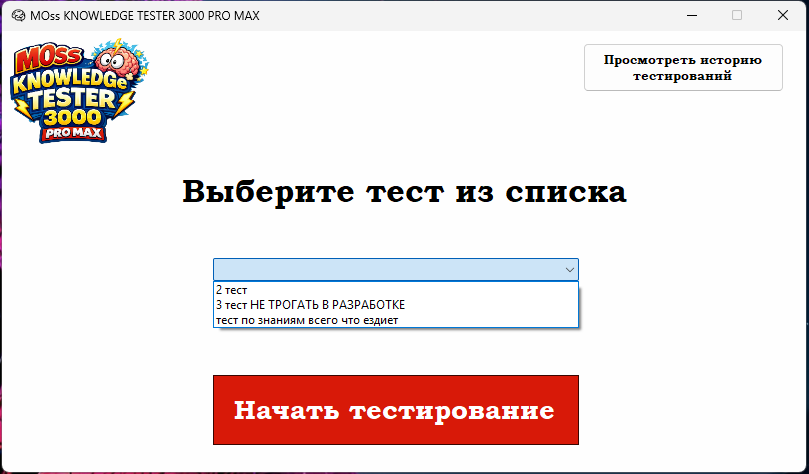 MOss KNOWLEDGE TESTER 3000 PRO MAX
MOss
KNOWLEDGe
TESTER
3000
PRO MAX
Просмотреть историю
тестирований
Выберите тест из списка
2 тест
3 тест НЕ ТРОГАТЬ В РАЗРАБОТКЕ
тест по знаниям всего что ездиет
Начать тестирование